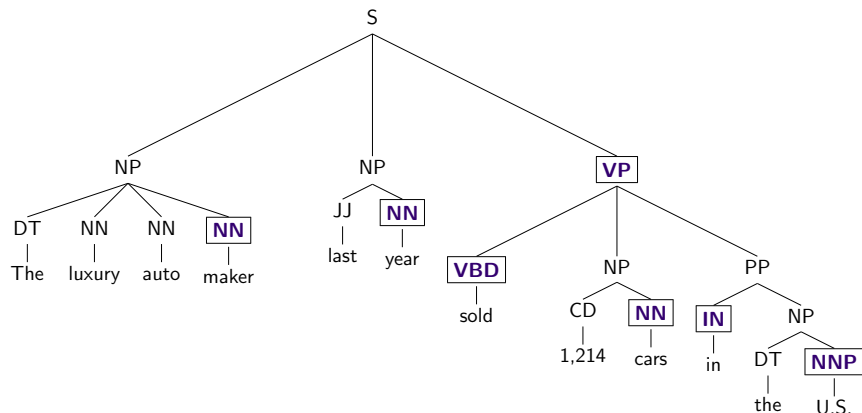 S
NP NP VP
DT NN NN NN JJ NN
The luxury auto maker last year
VBD NP PP
sold CD NN IN NP
1,214 cars in DT NNP
the U.S.